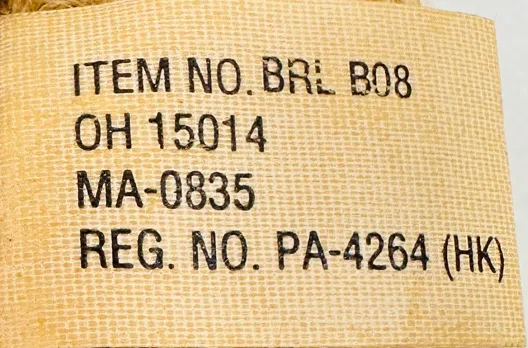 ITEM NO. BRL B08
OH 15014
MA-0835
REG. NO. PA-4264 (HK)